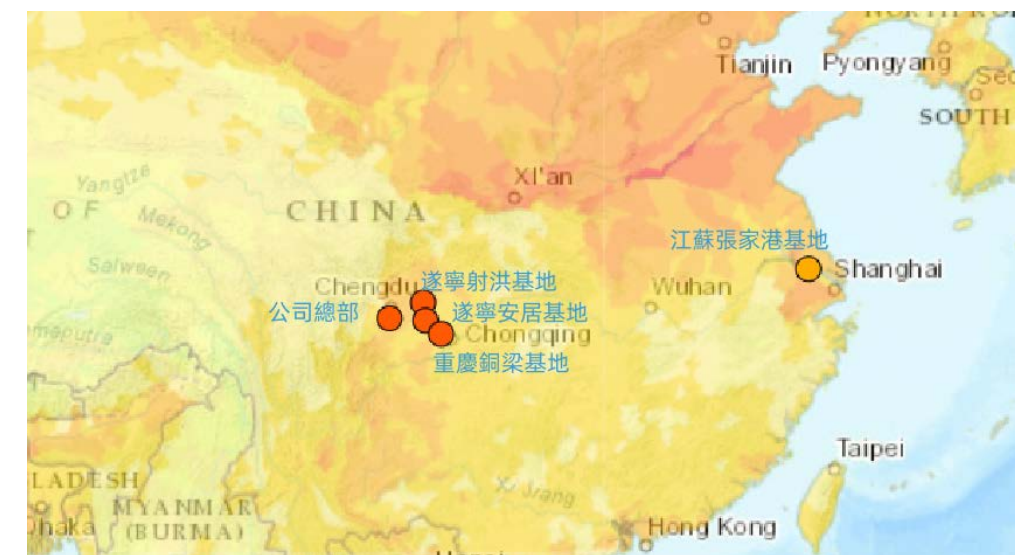 Tianjin
Pyongyang
SOUTH
Xi'an
Yangtze
OF
Mekong
CHINA
江蘇張家港基地
Salween
Shanghai
Chengdu
遂寧射洪基地
Wuhan
公司總部
遂寧安居基地
Chongqing
重慶銅梁基地
Taipei
LADESH
MYANMAR
(BURMA)
Dhaka
Hong Kong